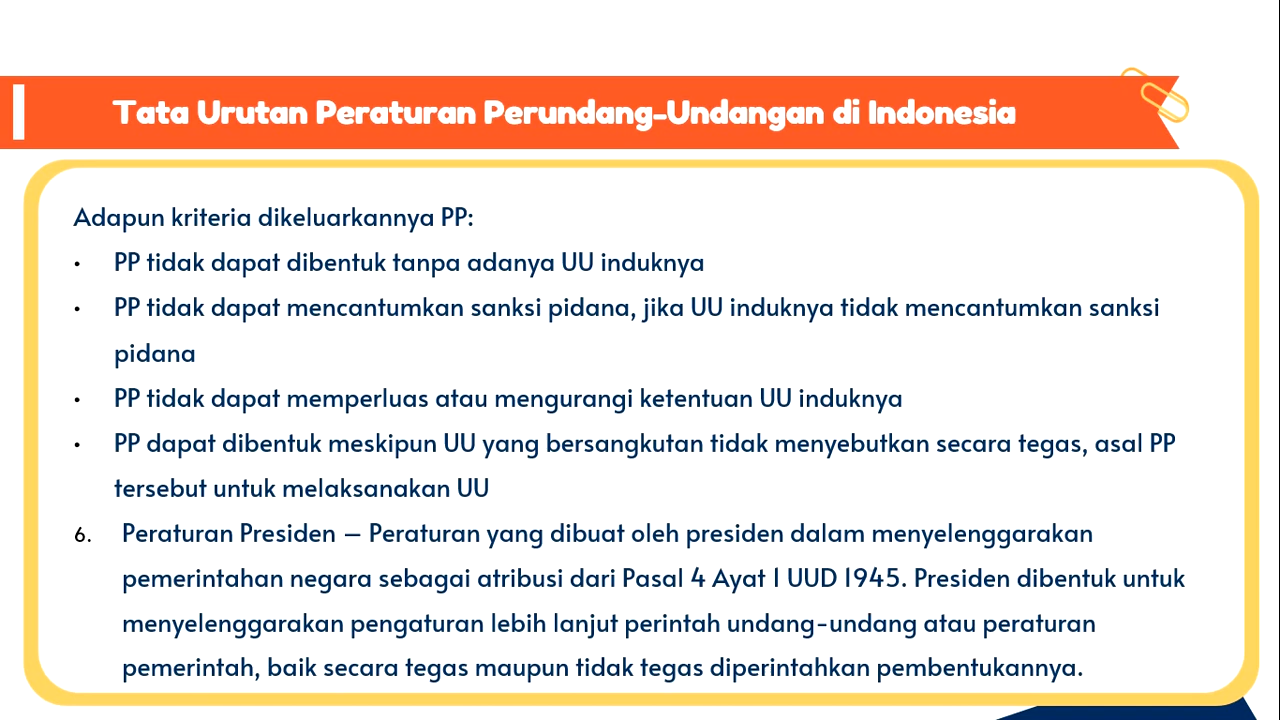 Tata Urutan Peraturan Perundang-Undangan di Indonesia
Adapun kriteria dikeluarkannya PP:
• PP tidak dapat dibentuk tanpa adanya UU induknya
• PP tidak dapat mencantumkan sanksi pidana, jika UU induknya tidak mencantumkan sanksi
pidana
• PP tidak dapat memperluas atau mengurangi ketentuan UU induknya
• PP dapat dibentuk meskipun UU yang bersangkutan tidak menyebutkan secara tegas, asal PP
tersebut untuk melaksanakan UU
6. Peraturan Presiden – Peraturan yang dibuat oleh presiden dalam menyelenggarakan
pemerintahan negara sebagai atribusi dari Pasal 4 Ayat 1 UUD 1945. Presiden dibentuk untuk
menyelenggarakan pengaturan lebih lanjut perintah undang-undang atau peraturan
pemerintah, baik secara tegas maupun tidak tegas diperintahkan pembentukannya.